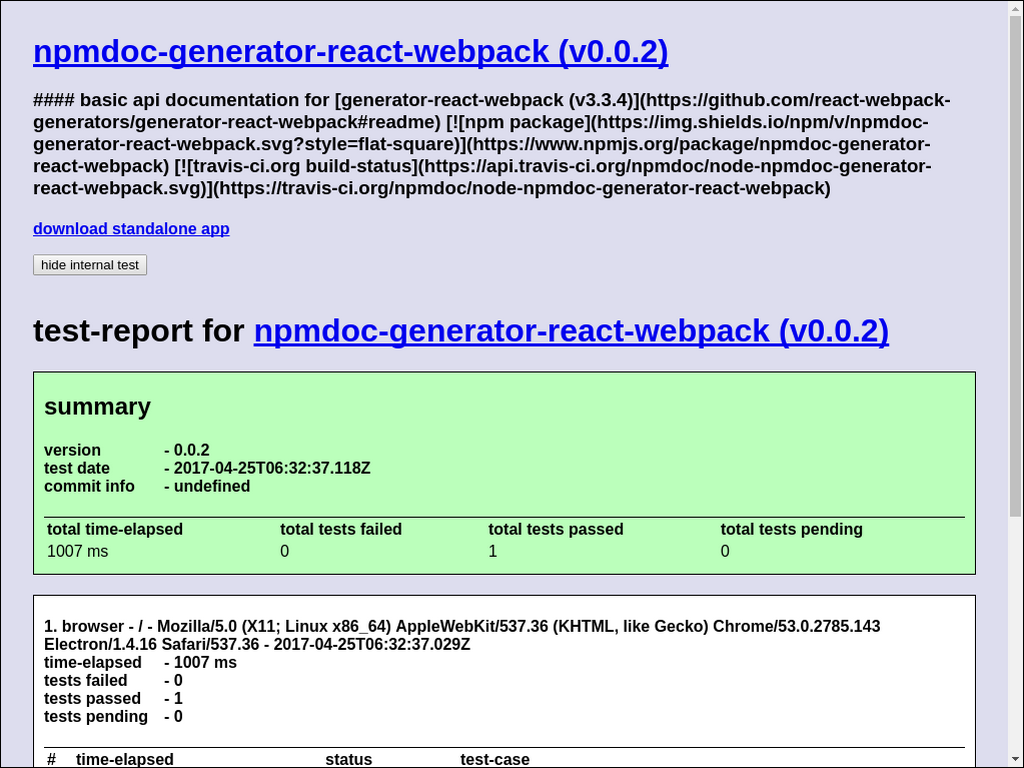 npmdoc-generator-react-webpack (v0.0.2)
#### basic api documentation for [generator-react-webpack (v3.3.4)](https://github.com/react-webpack-
generators/generator-react-webpack#readme) [![npm package](https://img.shields.io/npm/v/npmdoc-
generator-react-webpack.svg?style=flat-square)](https://www.npmjs.org/package/npmdoc-generator-
react-webpack) [![travis-ci.org build-status](https://api.travis-ci.org/npmdoc/node-npmdoc-generator-
react-webpack.svg)](https://travis-ci.org/npmdoc/node-npmdoc-generator-react-webpack)
download standalone app
hide internal test
test-report for npmdoc-generator-react-webpack (v0.0.2)
summary
version - 0.0.2
test date - 2017-04-25T06:32:37.118Z
commit info - undefined
total time-elapsed total tests failed total tests passed total tests pending
1007 ms 0 1 0
1. browser - / - Mozilla/5.0 (X11; Linux x86_64) AppleWebKit/537.36 (KHTML, like Gecko) Chrome/53.0.2785.143
Electron/1.4.16 Safari/537.36 - 2017-04-25T06:32:37.029Z
time-elapsed - 1007 ms
tests failed - 0
tests passed - 1
tests pending - 0
# time-elapsed status test-case